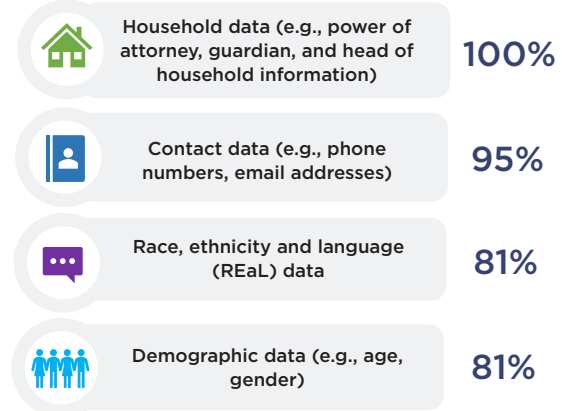 Household data (e.g., power of
attorney, guardian, and head of
household information)
100%
Contact data (e.g., phone
numbers, email addresses)
95%
Race, ethnicity and language
(REaL) data
81%
Demographic data (e.g., age,
gender)
81%